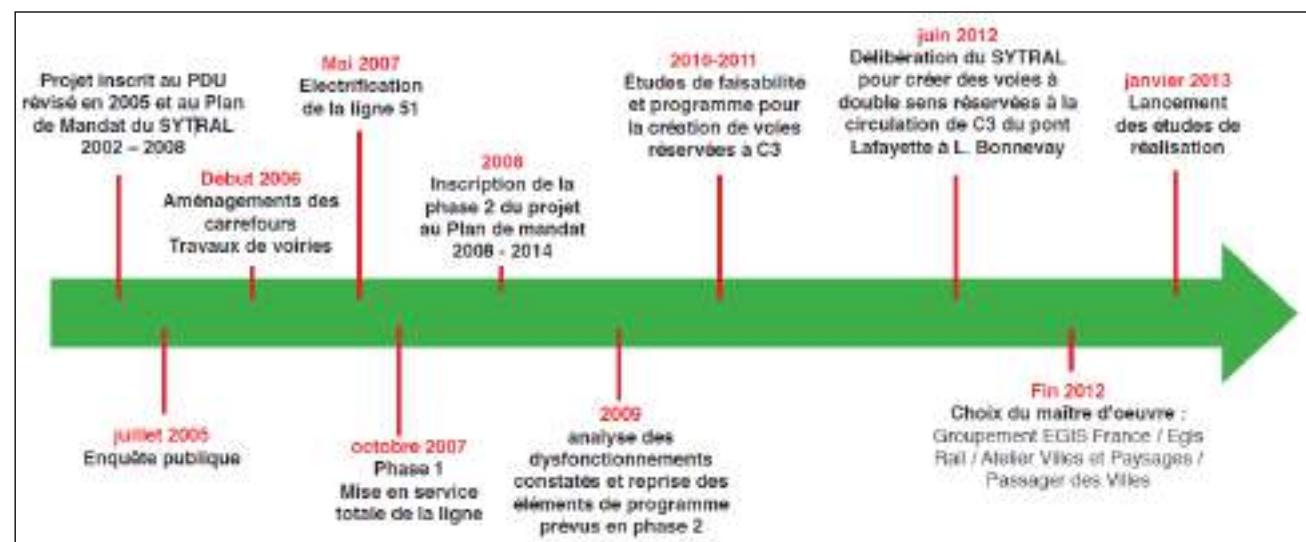 Projet inscrit au PDU
révisé en 2005 et au Plan
de Mandat du SYTRAL
2002 – 2008
juillet 2005
Enquête publique
Début 2006
Aménagements des
carrefours
Travaux de voiries
Mai 2007
Electrification
de la ligne 51
octobre 2007
Phase 1
Mise en service
totale de la ligne
2008
Inscription de la
phase 2 du projet
au Plan de mandat
2008 - 2014
2009
analyse des
dysfonctionnements
constatés et reprise des
éléments de programme
prévus en phase 2
2010-2011
Études de faisabilité
et programme pour
la création de voies
réservées à C3
juin 2012
Délibération du SYTRAL
pour créer des voies à
double sens réservées à la
circulation de C3 du pont
Lafayette à L. Bonnevay
Fin 2012
Choix du maître d'oeuvre :
Groupement EGIS France / Egis
Rail / Atelier Villes et Paysages /
Passager des Villes
janvier 2013
Lancement
des études de
réalisation